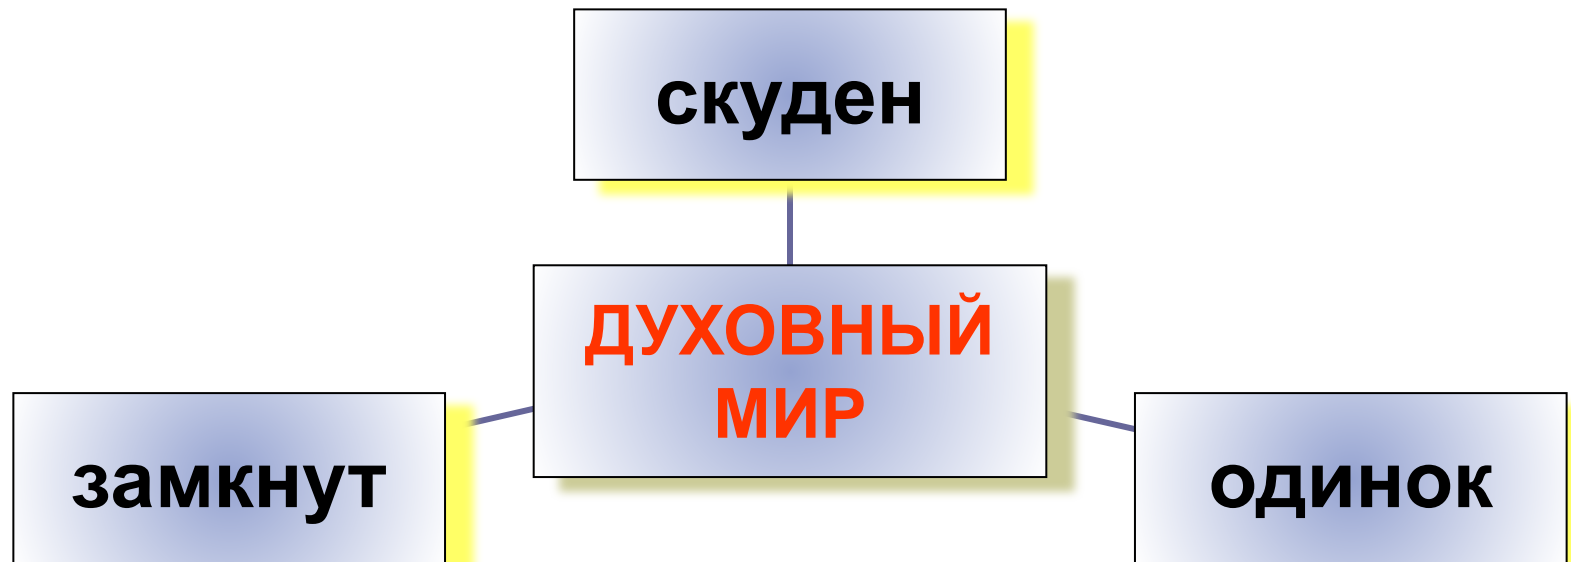 скуден
ДУХОВНЫЙ
МИР
замкнут
одинок